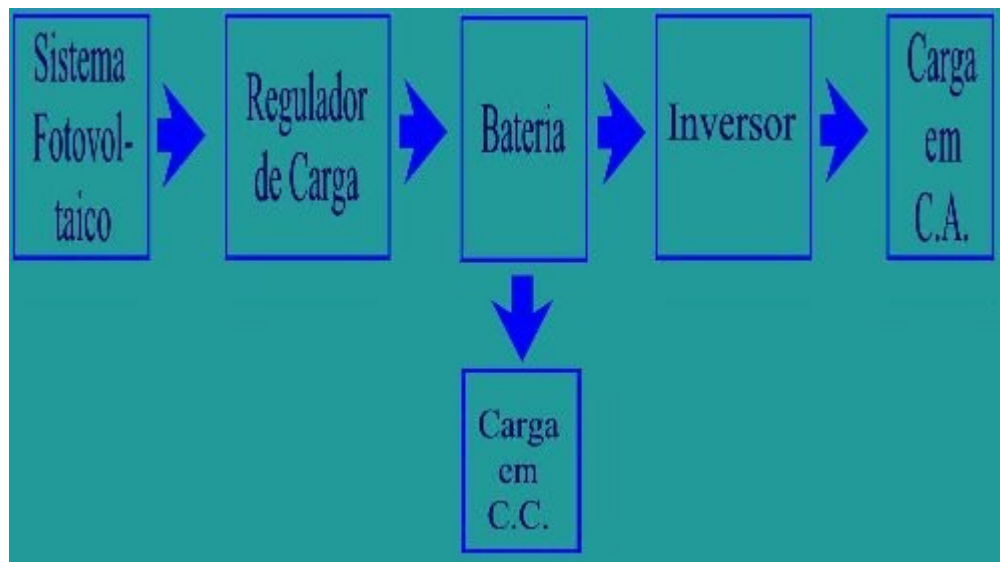 Sistema
Fotovol-
taico
Regulador
de Carga
Bateria
Inversor
Carga
em
C.A.
Carga
em
C.C.